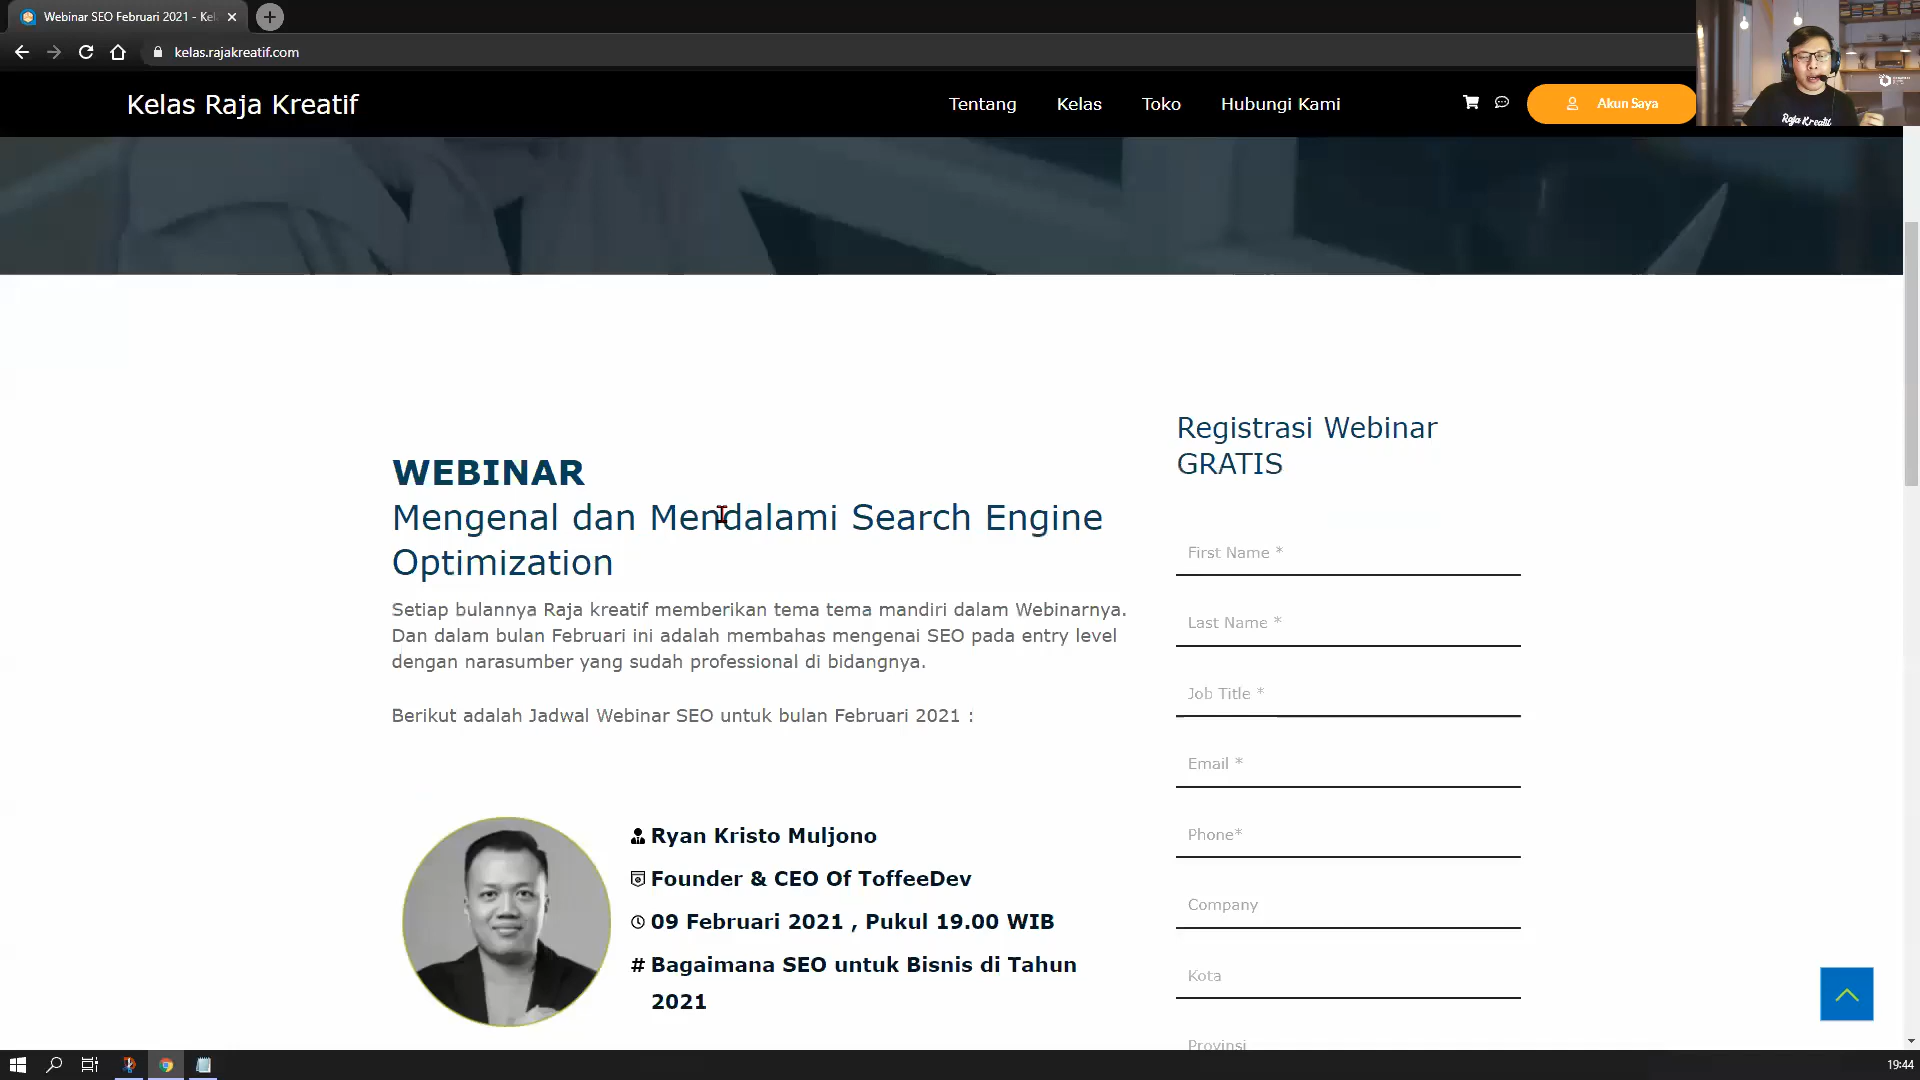 Webinar SEO Februari 2021 - Kel
kelas.rajakreatif.com
Kelas Raja Kreatif
Tentang
Kelas
Toko
Hubungi Kami
Akun Saya
Raja Kreatif
WEBINAR
Mengenal dan Mendalami Search Engine
Optimization
Setiap bulannya Raja kreatif memberikan tema tema mandiri dalam Webinarnya.
Dan dalam bulan Februari ini adalah membahas mengenai SEO pada entry level
dengan narasumber yang sudah professional di bidangnya.
Berikut adalah Jadwal Webinar SEO untuk bulan Februari 2021 :
Ryan Kristo Muljono
Founder & CEO Of ToffeeDev
09 Februari 2021 , Pukul 19.00 WIB
# Bagaimana SEO untuk Bisnis di Tahun
2021
Registrasi Webinar
GRATIS
First Name *
Last Name *
Job Title *
Email *
Phone*
Company
Kota
Provinsi
19:44